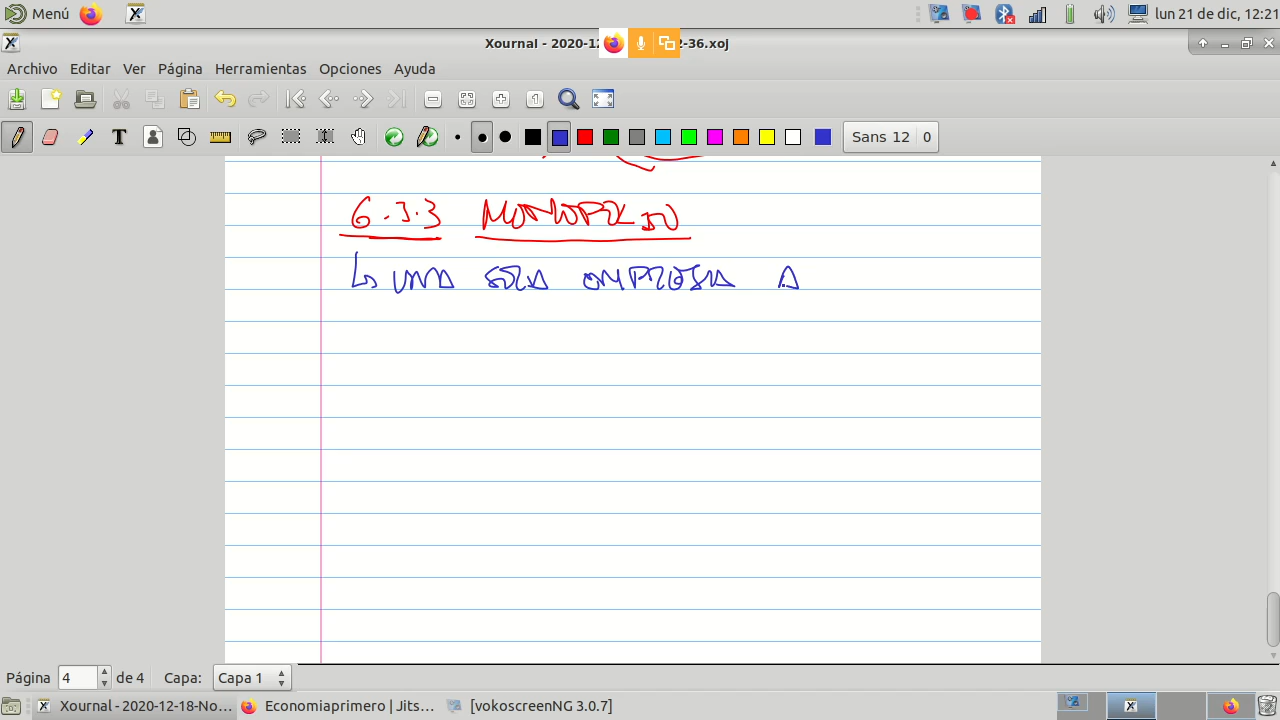 Menú
lun 21 de dic, 12:21
Xournal - 2020-12
2-36.xoj
Archivo Editar Ver Página Herramientas Opciones Ayuda
Sans 12 0
6.3.3 MONOPOLIO
↳ UNA SOLA EMPRESA A
Página 4 de 4 Capa: Capa 1
Xournal - 2020-12-18-No... Economiaprimero | Jits... [vokoscreenNG 3.0.7]